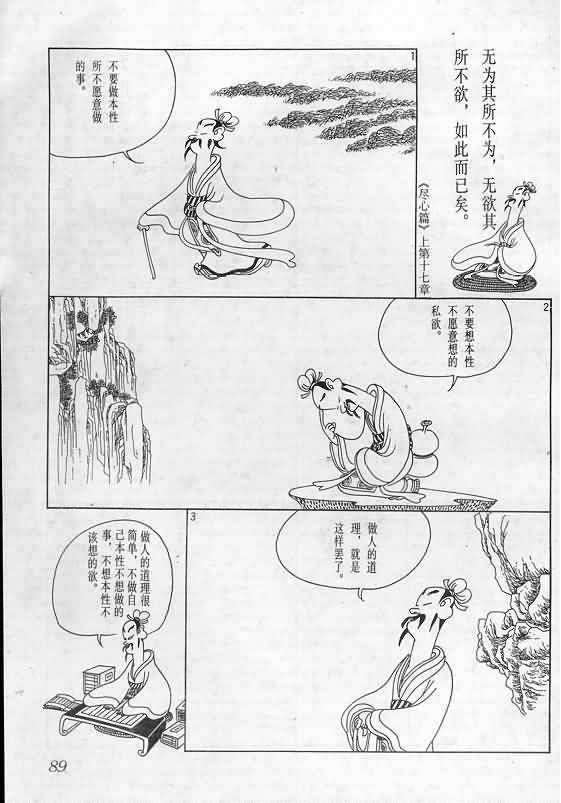 无为其所不为，无欲其
所不欲，如此而已矣。
《尽心篇》上第十七章
1
不要做本性
所不愿意做
的事。
2
不要想本性
不愿意想的
私欲。
3
做人的道
理，就是
这样罢了。
做人的道理很
简单，不做自
己本性不想做的
事，不想本性不
该想的欲。
89